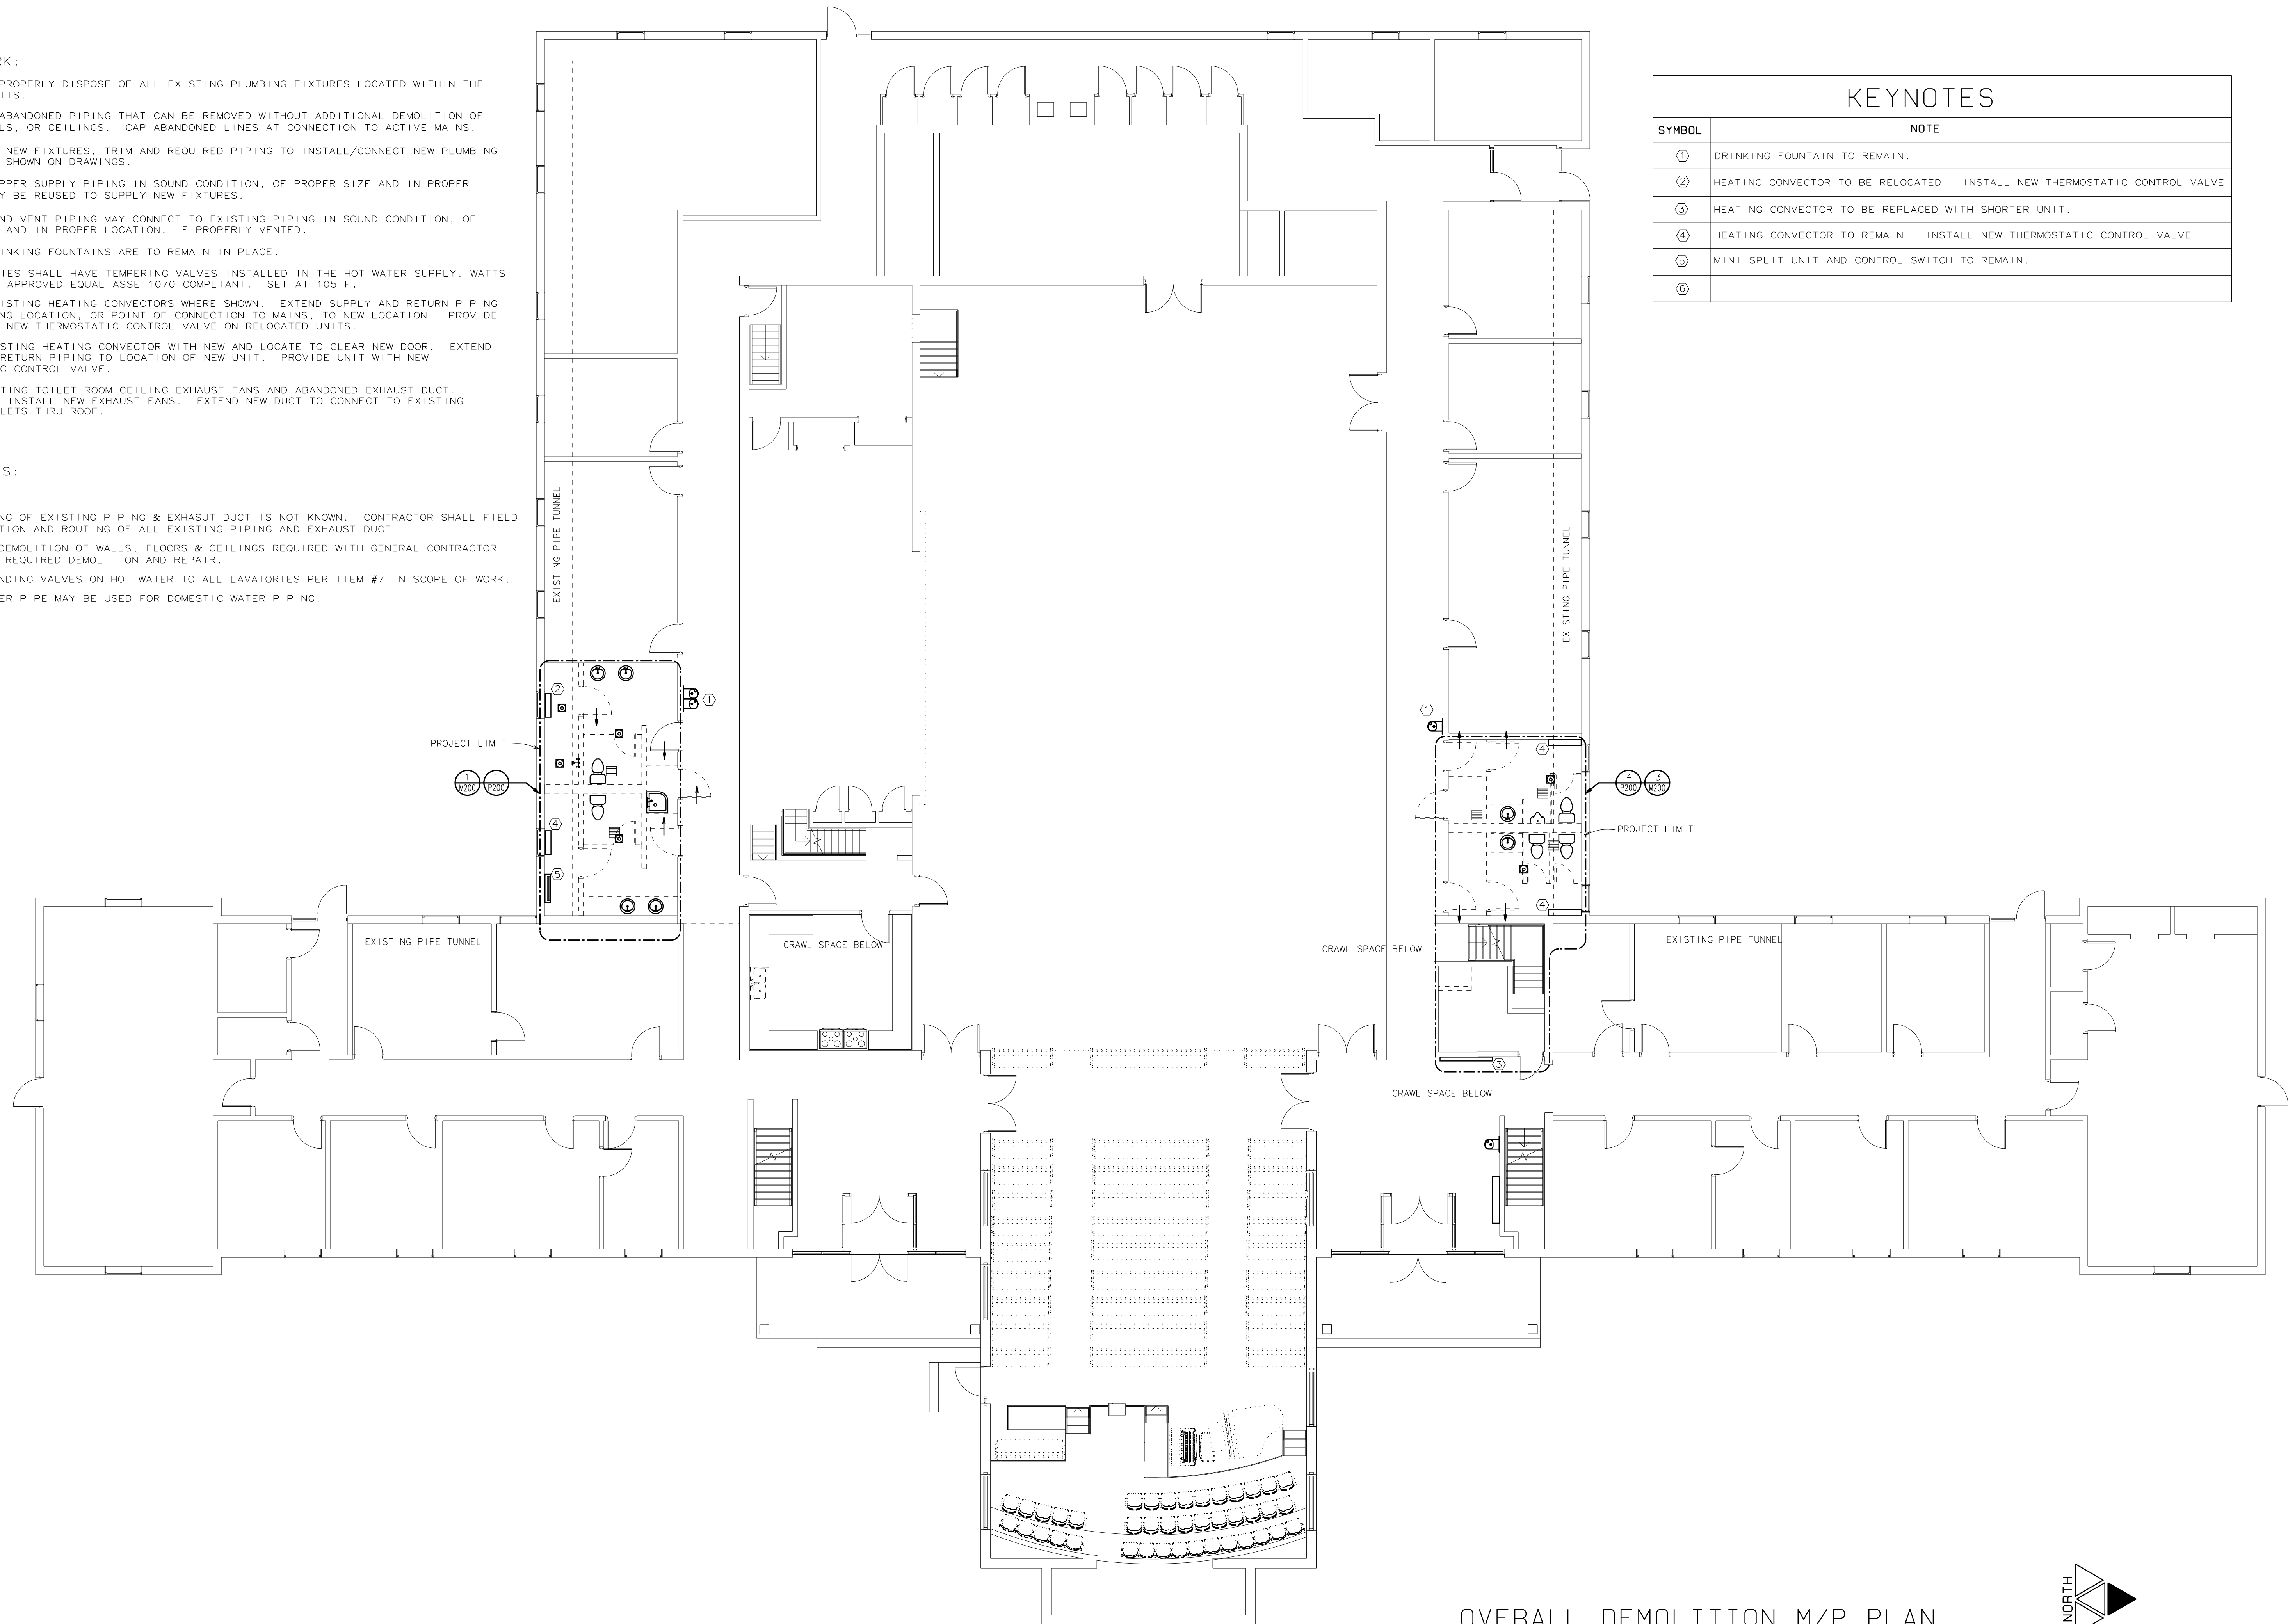 RK:
PROPERLY DISPOSE OF ALL EXISTING PLUMBING FIXTURES LOCATED WITHIN THE
ITS.
ABANDONED PIPING THAT CAN BE REMOVED WITHOUT ADDITIONAL DEMOLITION OF
LS, OR CEILINGS. CAP ABANDONED LINES AT CONNECTION TO ACTIVE MAINS.
NEW FIXTURES, TRIM AND REQUIRED PIPING TO INSTALL/CONNECT NEW PLUMBING
SHOWN ON DRAWINGS.
PPER SUPPLY PIPING IN SOUND CONDITION, OF PROPER SIZE AND IN PROPER
Y BE REUSED TO SUPPLY NEW FIXTURES.
ND VENT PIPING MAY CONNECT TO EXISTING PIPING IN SOUND CONDITION, OF
AND IN PROPER LOCATION, IF PROPERLY VENTED.
INKING FOUNTAINS ARE TO REMAIN IN PLACE.
IES SHALL HAVE TEMPERING VALVES INSTALLED IN THE HOT WATER SUPPLY. WATTS
APPROVED EQUAL ASSE 1070 COMPLIANT. SET AT 105 F.
ISTING HEATING CONVECTORS WHERE SHOWN. EXTEND SUPPLY AND RETURN PIPING
NG LOCATION, OR POINT OF CONNECTION TO MAINS, TO NEW LOCATION. PROVIDE
NEW THERMOSTATIC CONTROL VALVE ON RELOCATED UNITS.
STING HEATING CONVECTOR WITH NEW AND LOCATE TO CLEAR NEW DOOR. EXTEND
RETURN PIPING TO LOCATION OF NEW UNIT. PROVIDE UNIT WITH NEW
C CONTROL VALVE.
TING TOILET ROOM CEILING EXHAUST FANS AND ABANDONED EXHAUST DUCT.
INSTALL NEW EXHAUST FANS. EXTEND NEW DUCT TO CONNECT TO EXISTING
LETS THRU ROOF.
ES:
NG OF EXISTING PIPING & EXHASUT DUCT IS NOT KNOWN. CONTRACTOR SHALL FIELD
TION AND ROUTING OF ALL EXISTING PIPING AND EXHAUST DUCT.
DEMOLITION OF WALLS, FLOORS & CEILINGS REQUIRED WITH GENERAL CONTRACTOR
REQUIRED DEMOLITION AND REPAIR.
NDING VALVES ON HOT WATER TO ALL LAVATORIES PER ITEM #7 IN SCOPE OF WORK.
ER PIPE MAY BE USED FOR DOMESTIC WATER PIPING.
KEYNOTES
SYMBOL NOTE
1 DRINKING FOUNTAIN TO REMAIN.
2 HEATING CONVECTOR TO BE RELOCATED. INSTALL NEW THERMOSTATIC CONTROL VALVE.
3 HEATING CONVECTOR TO BE REPLACED WITH SHORTER UNIT.
4 HEATING CONVECTOR TO REMAIN. INSTALL NEW THERMOSTATIC CONTROL VALVE.
5 MINI SPLIT UNIT AND CONTROL SWITCH TO REMAIN.
6
EXISTING PIPE TUNNEL
EXISTING PIPE TUNNEL
2
1
1
PROJECT LIMIT
4
1 M200
1 P200
4 P200
3 M200
4
PROJECT LIMIT
5
4
EXISTING PIPE TUNNEL
CRAWL SPACE BELOW
CRAWL SPACE BELOW
EXISTING PIPE TUNNEL
3
CRAWL SPACE BELOW
NORTH
OVERALL DEMOLITION M/P PLAN